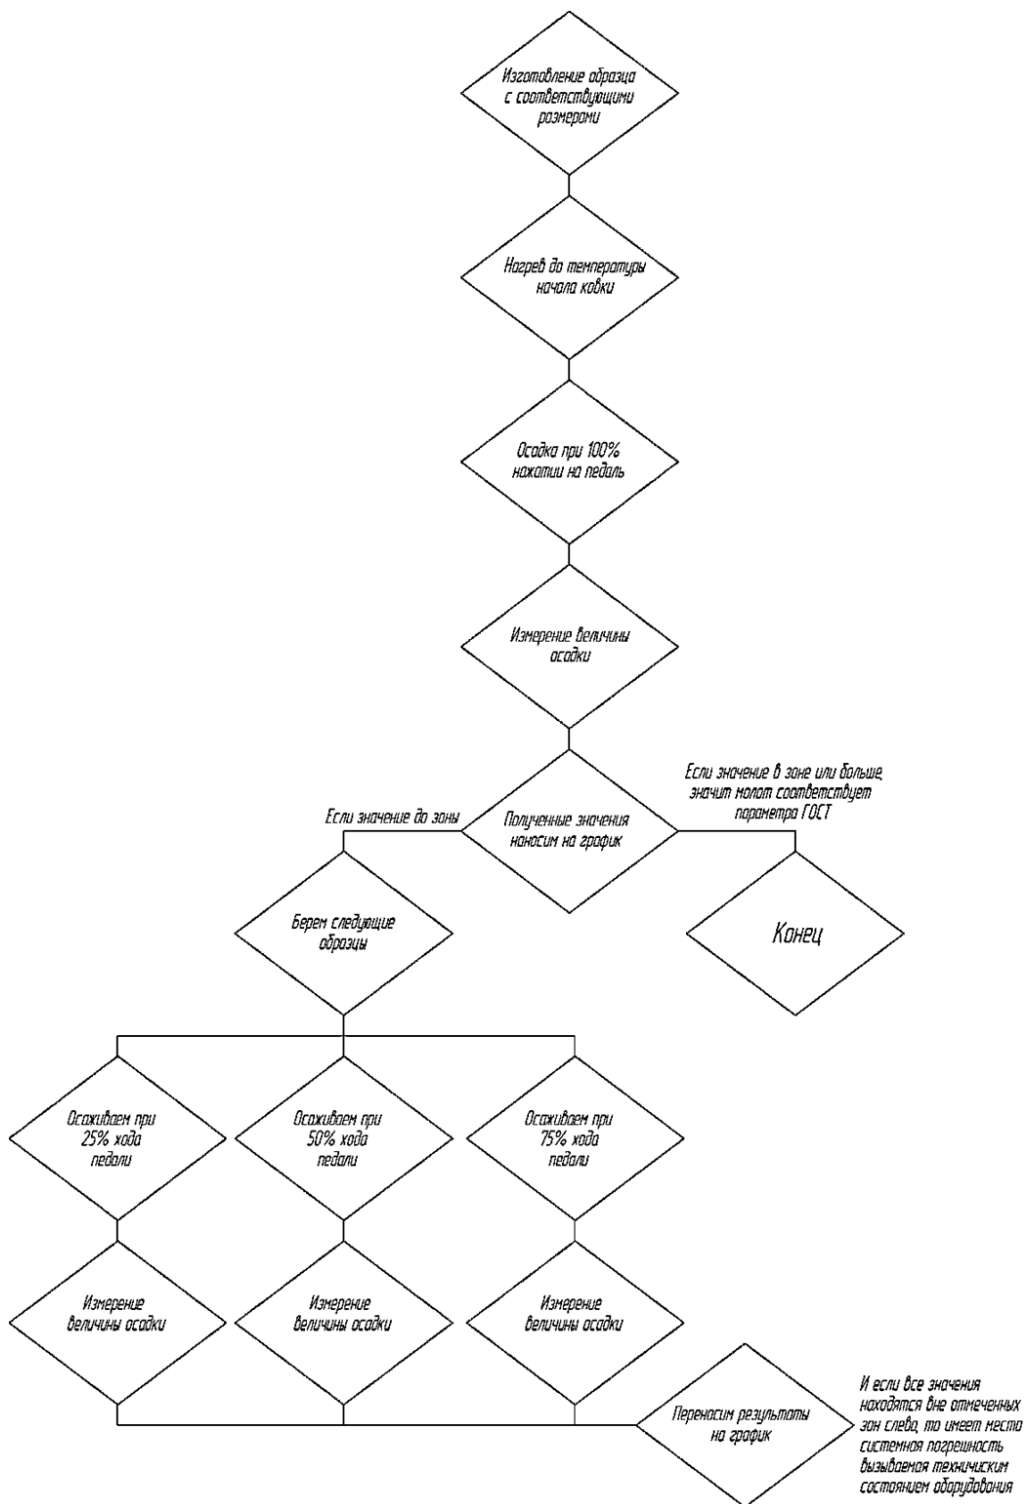 Изготовление образца
с соответствующими
размерами
Нагрев до температуры
начала ковки
Осадка при 100%
нажатии на педаль
Измерение величины
осадки
Если значение в зоне или больше,
значит молот соответствует
параметра ГОСТ
Если значение до зоны
Полученные значения
наносим на график
Берем следующие
образцы
Конец
Осаживаем при
25% хода
педали
Осаживаем при
50% хода
педали
Осаживаем при
75% хода
педали
Измерение
величины осадки
Измерение
величины осадки
Измерение
величины осадки
Переносим результаты
на график
И если все значения
находятся вне отмеченных
зон слева, то имеет место
системная погрешность
вызываемая техничиским
состоянием оборудования